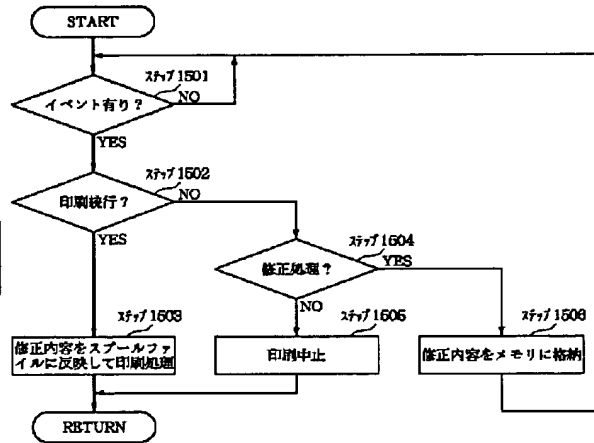 START
ステップ1501
イベント有り？
NO
YES
ステップ1502
印刷続行？
NO
YES
ステップ1504
修正処理？
YES
NO
ステップ1503
修正内容をスプールファ
イルに反映して印刷処理
ステップ1505
印刷中止
ステップ1506
修正内容をメモリに格納
RETURN